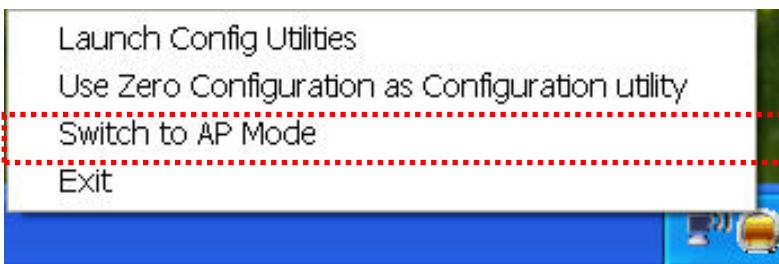 Launch Config Utilities
Use Zero Configuration as Configuration utility
Switch to AP Mode
Exit